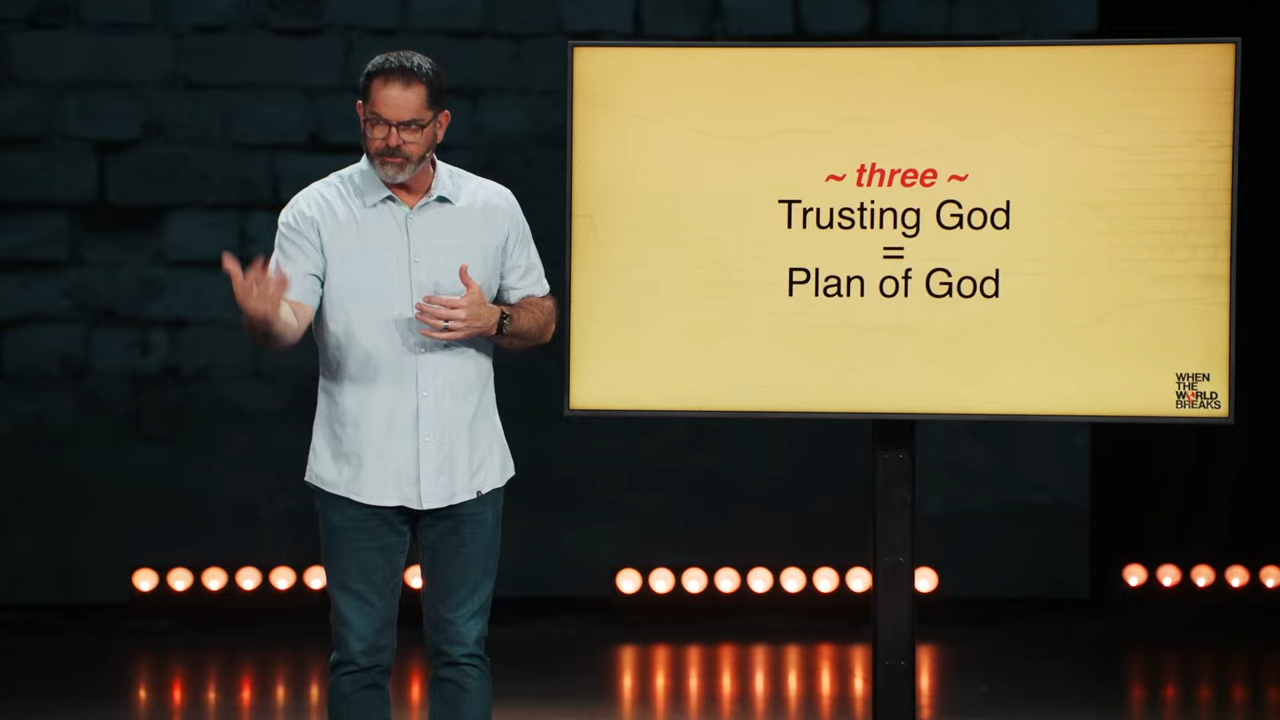 ~ three ~
Trusting God
=
Plan of God
WHEN
THE
WORLD
BREAKS